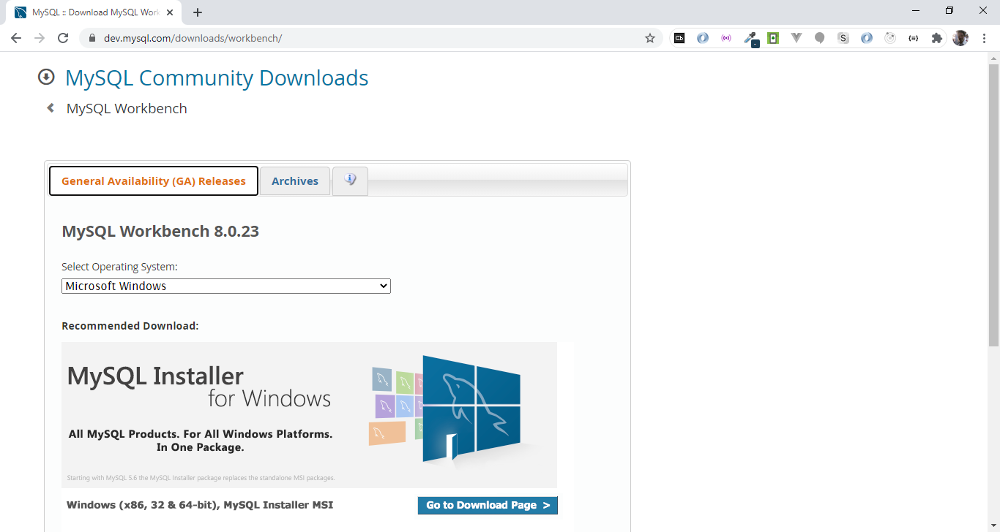 MySQL :: Download MySQL Work
dev.mysql.com/downloads/workbench/
MySQL Community Downloads
MySQL Workbench
General Availability (GA) Releases
Archives
MySQL Workbench 8.0.23
Select Operating System:
Microsoft Windows
Recommended Download:
MySQL Installer
for Windows
All MySQL Products. For All Windows Platforms.
In One Package.
Starting with MySQL 5.6 the MySQL Installer package replaces the standalone MSI packages.
Windows (x86, 32 & 64-bit), MySQL Installer MSI
Go to Download Page >